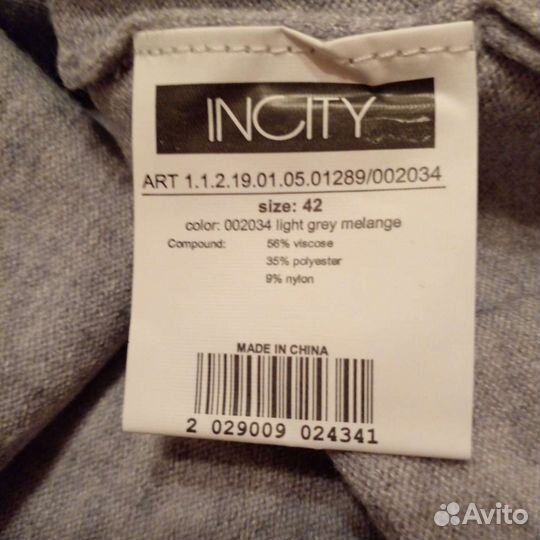 INCITY
ART 1.1.2.19.01.05.01289/002034
size: 42
color: 002034 light grey melange
Compound: 56% viscose
35% polyester
9% nylon
MADE IN CHINA
2 029009 024341
Avito